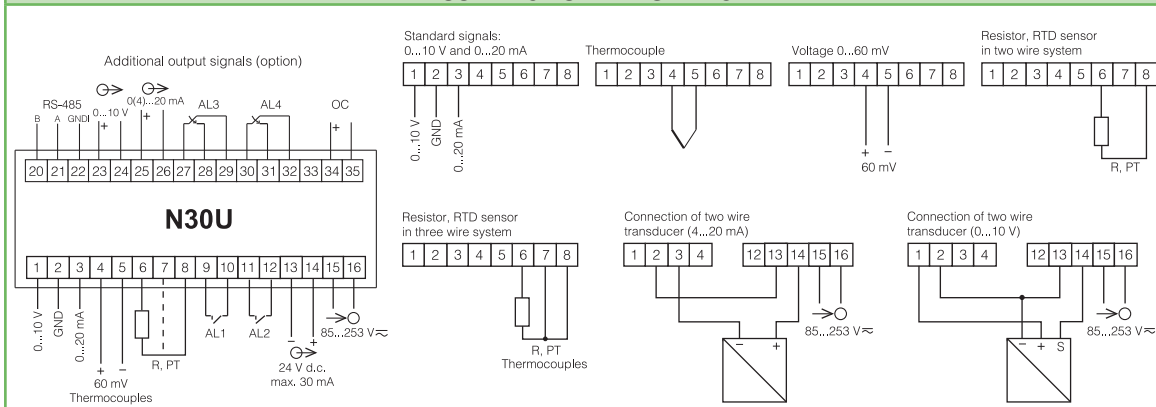 Additional output signals (option)
RS-485
B A GND
0...10 V
+
0(4)...20 mA
+
AL3
AL4
OC
+
20 21 22 23 24 25 26 27 28 29 30 31 32 33 34 35
N30U
1 2 3 4 5 6 7 8 9 10 11 12 13 14 15 16
0...10 V
GND
0...20 mA
+ −
60 mV
Thermocouples
R, PT
AL1
AL2
− +
24 V d.c.
max. 30 mA
85...253 V
Standard signals:
0...10 V and 0...20 mA
1 2 3 4 5 6 7 8
0...10 V
GND
0...20 mA
Thermocouple
1 2 3 4 5 6 7 8
Voltage 0...60 mV
1 2 3 4 5 6 7 8
+ −
60 mV
Resistor, RTD sensor
in two wire system
1 2 3 4 5 6 7 8
R, PT
Resistor, RTD sensor
in three wire system
1 2 3 4 5 6 7 8
R, PT
Thermocouples
Connection of two wire
transducer (4...20 mA)
1 2 3 4 12 13 14 15 16
85...253 V
− +
Connection of two wire
transducer (0...10 V)
1 2 3 4 12 13 14 15 16
85...253 V
− + S